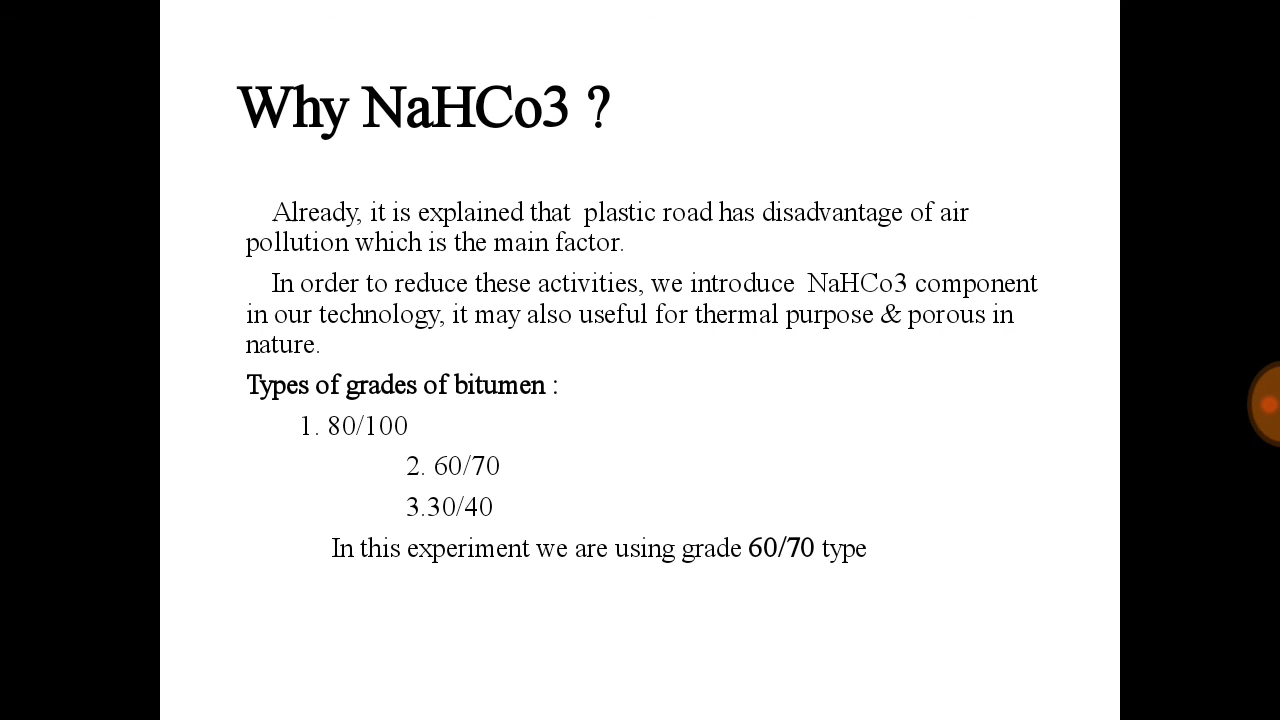 Why NaHCo3 ?
Already, it is explained that plastic road has disadvantage of air
pollution which is the main factor.
In order to reduce these activities, we introduce NaHCo3 component
in our technology, it may also useful for thermal purpose & porous in
nature.
Types of grades of bitumen :
1. 80/100
2. 60/70
3.30/40
In this experiment we are using grade 60/70 type